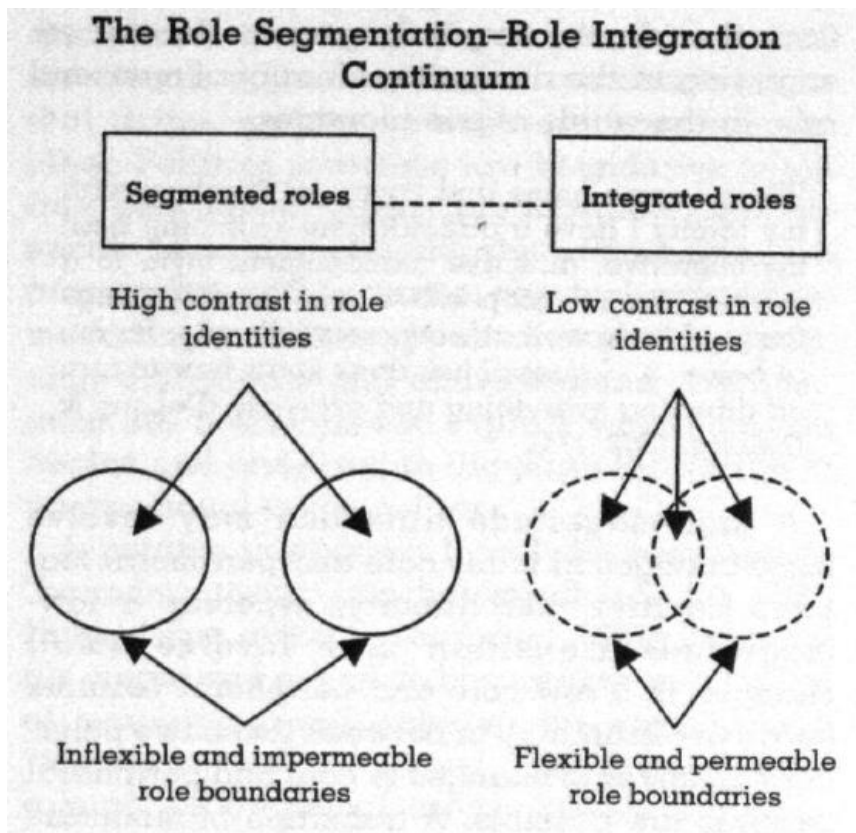 The Role Segmentation–Role Integration
Continuum
Segmented roles
Integrated roles
High contrast in role
identities
Low contrast in role
identities
Inflexible and impermeable
role boundaries
Flexible and permeable
role boundaries